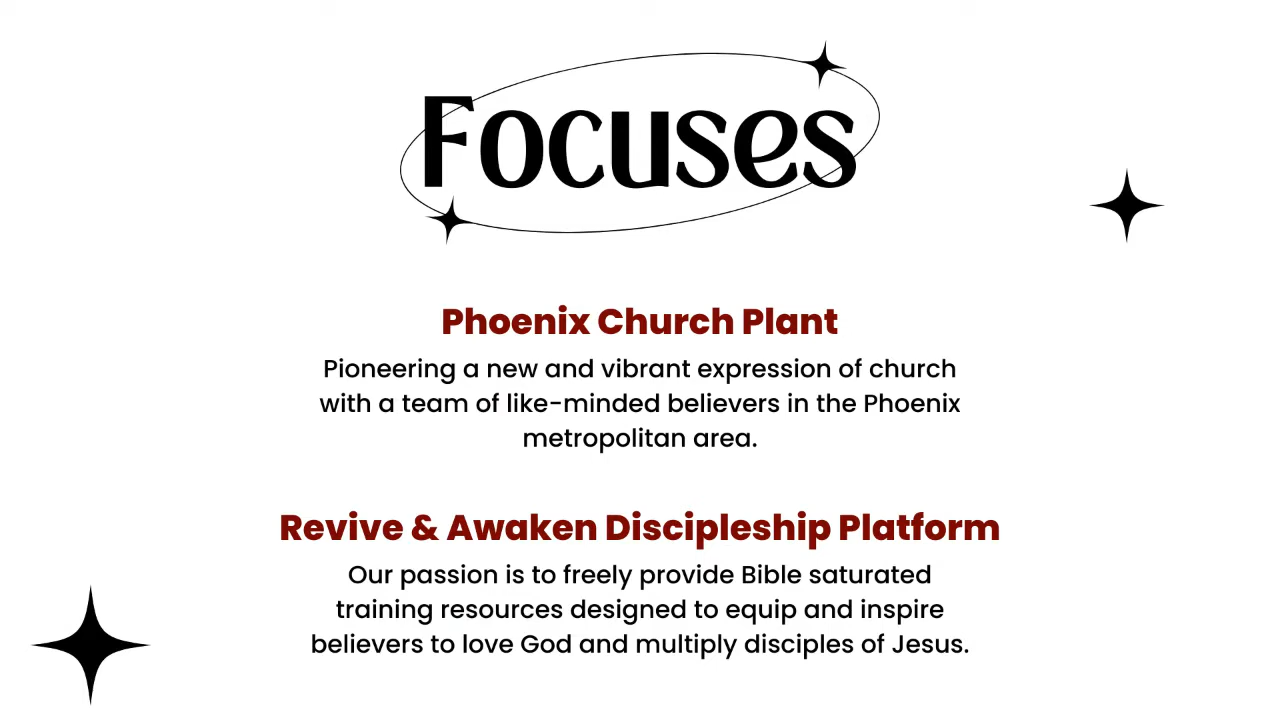 Focuses
Phoenix Church Plant
Pioneering a new and vibrant expression of church
with a team of like-minded believers in the Phoenix
metropolitan area.
Revive & Awaken Discipleship Platform
Our passion is to freely provide Bible saturated
training resources designed to equip and inspire
believers to love God and multiply disciples of Jesus.